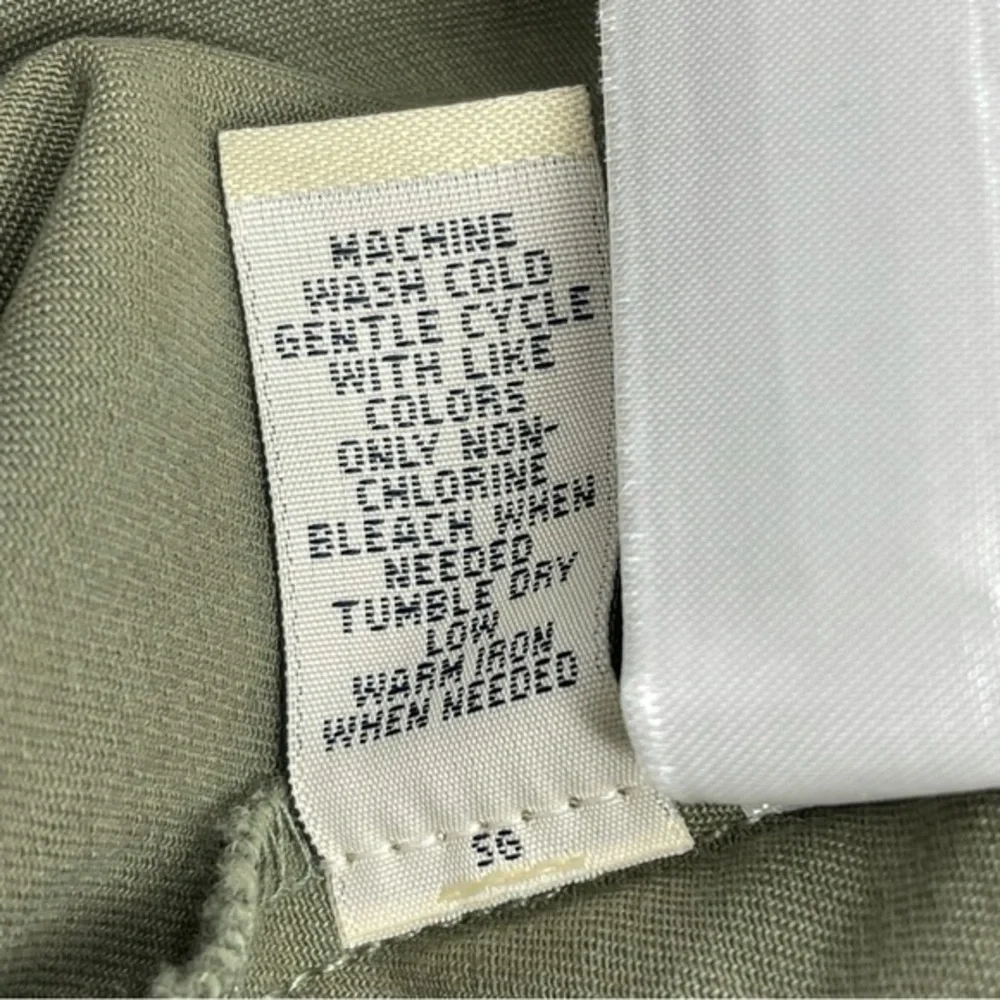 MACHINE
WASH COLD
GENTLE CYCLE
WITH LIKE
COLORS
ONLY NON-
CHLORINE
BLEACH WHEN
NEEDED
TUMBLE DRY
LOW
WARM IRON
WHEN NEEDED
SG